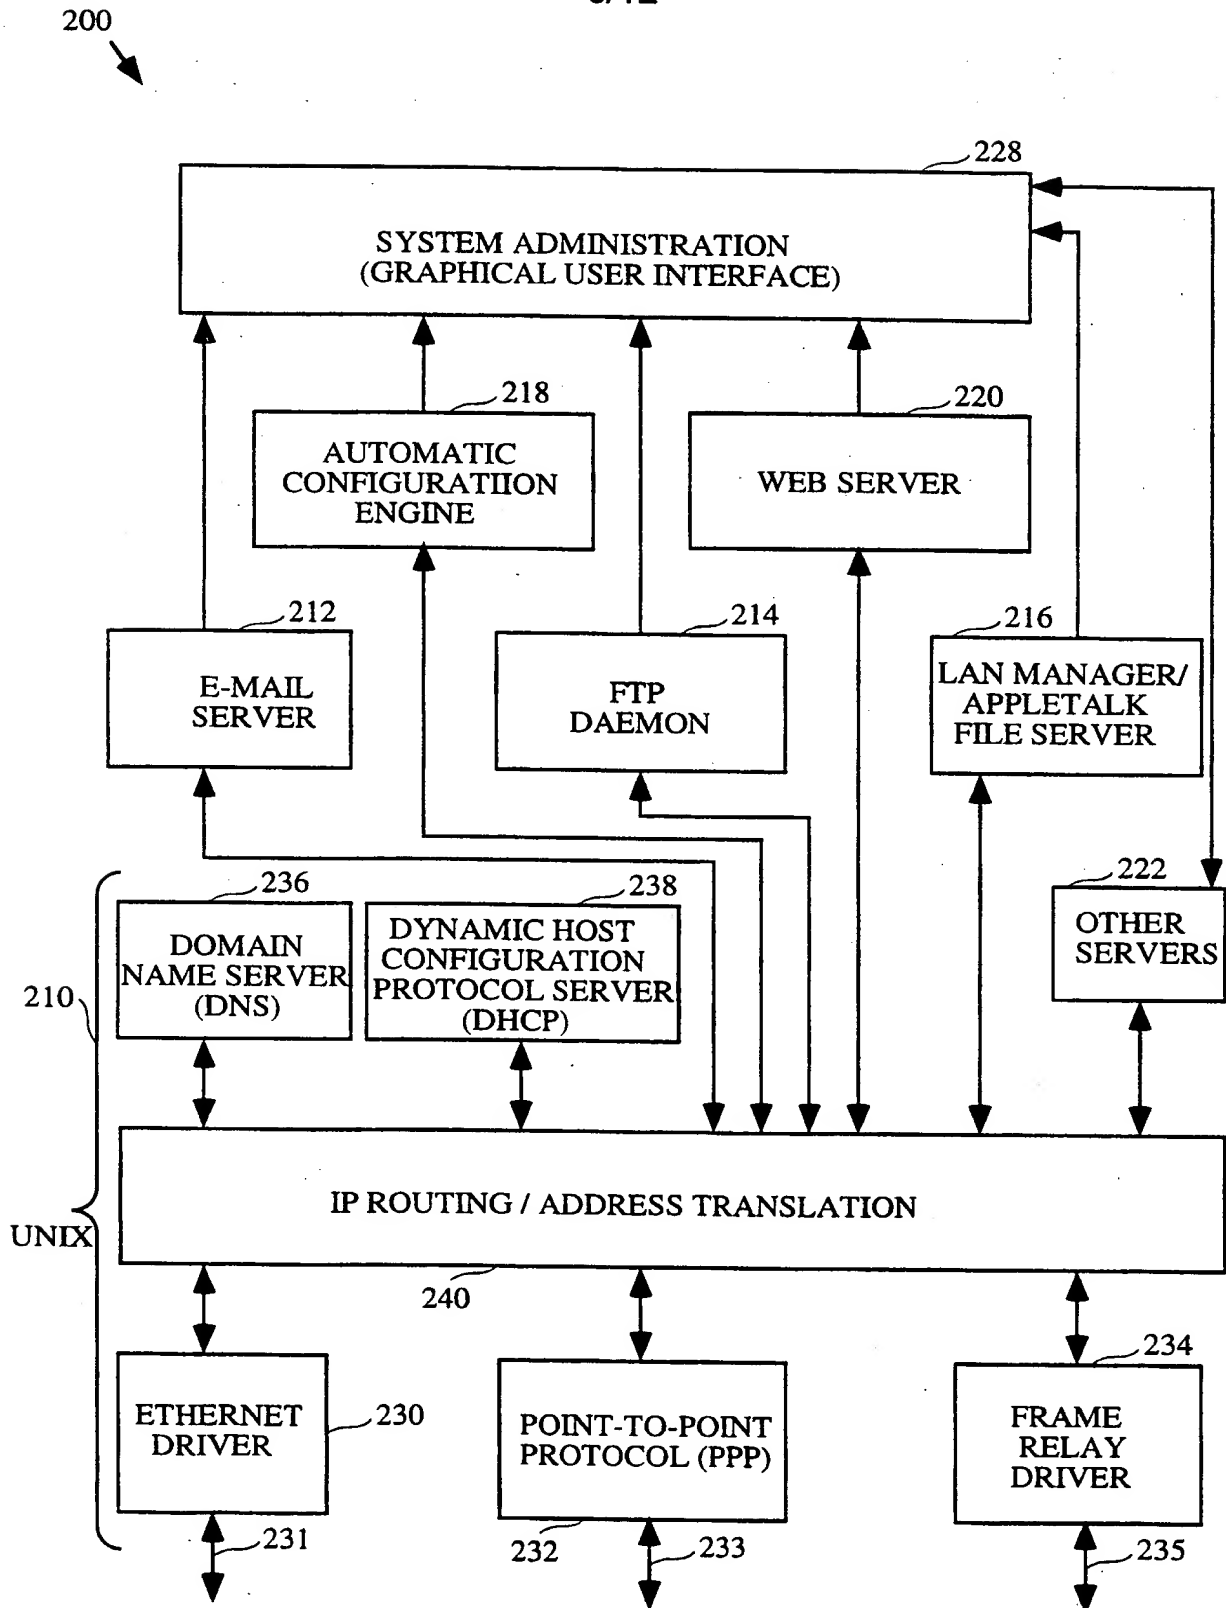 200
228
SYSTEM ADMINISTRATION
(GRAPHICAL USER INTERFACE)
218
220
AUTOMATIC
CONFIGURATIION
ENGINE
WEB SERVER
212
214
216
E-MAIL
SERVER
FTP
DAEMON
LAN MANAGER/
APPLETALK
FILE SERVER
236
238
222
DOMAIN
NAME SERVER
(DNS)
DYNAMIC HOST
CONFIGURATION
PROTOCOL SERVER
(DHCP)
OTHER
SERVERS
210
UNIX
IP ROUTING / ADDRESS TRANSLATION
240
234
ETHERNET
DRIVER
230
POINT-TO-POINT
PROTOCOL (PPP)
FRAME
RELAY
DRIVER
231
232
233
235